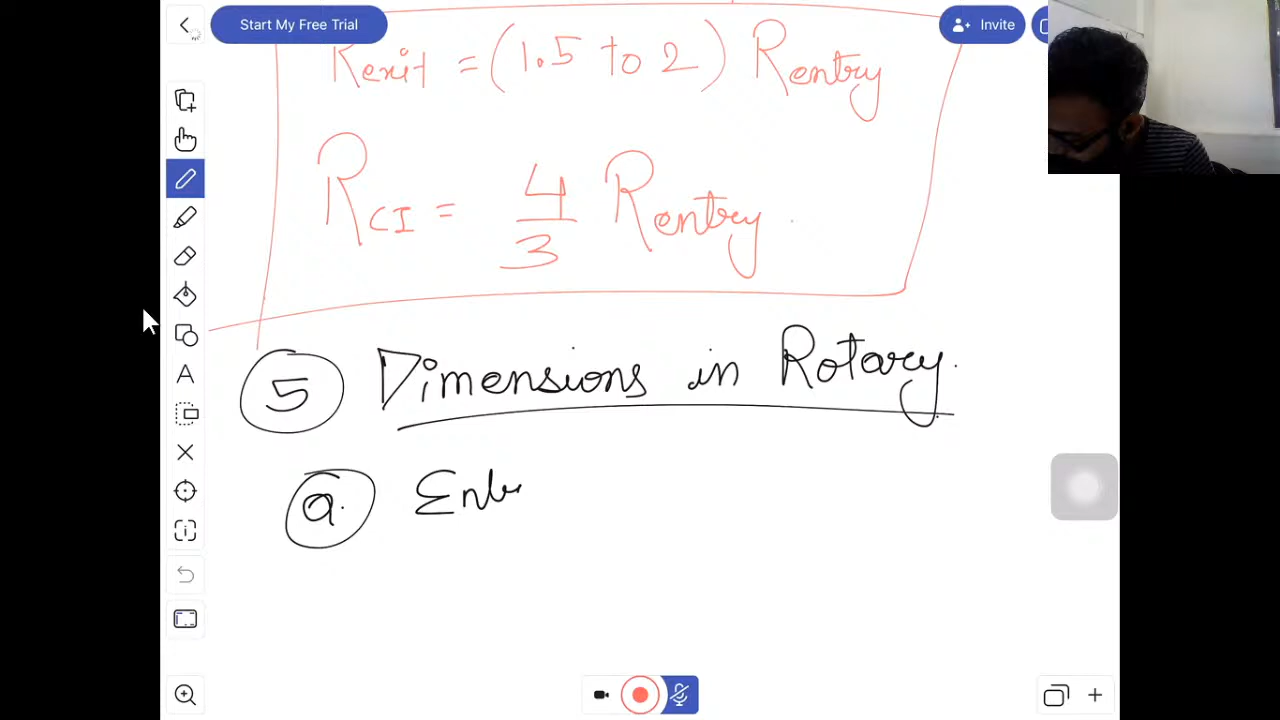 Start My Free Trial
Invite
Rexit = (1.5 to 2) Rentry
RCI = 4/3 Rentry
5 Dimensions in Rotary.
a. Entr